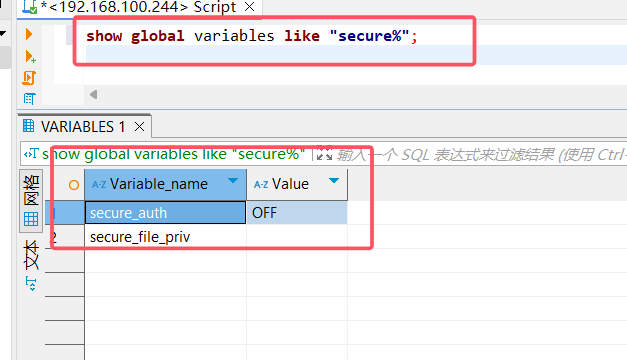 *<192.168.100.244> Script
show global variables like "secure%";
VARIABLES 1
show global variables like "secure%"
输入一个 SQL 表达式来过滤结果 (使用 Ctrl-
网格
文本
A-Z Variable_name
A-Z Value
1
secure_auth
OFF
2
secure_file_priv